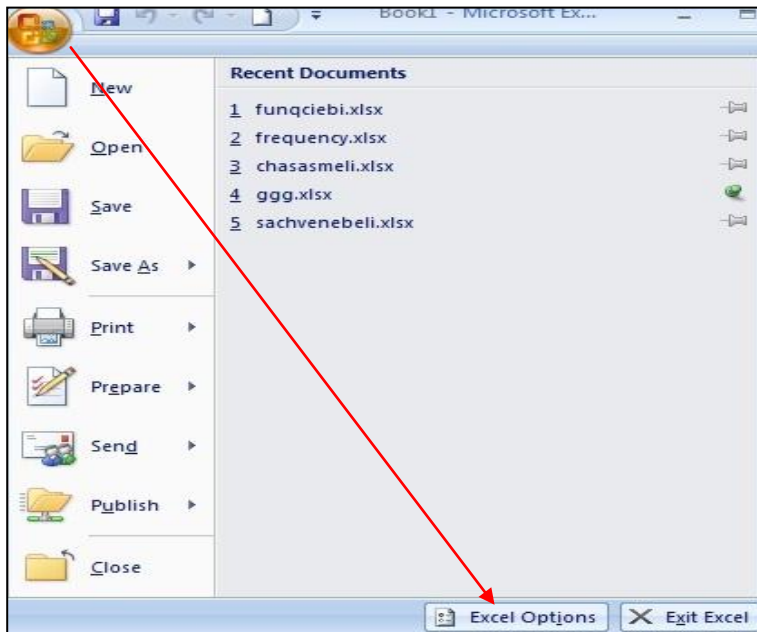 Book1 - Microsoft Ex...
New
Open
Save
Save As
Print
Prepare
Send
Publish
Close
Recent Documents
1 funqciebi.xlsx
2 frequency.xlsx
3 chasasmeli.xlsx
4 ggg.xlsx
5 sachvenebeli.xlsx
Excel Options
Exit Excel